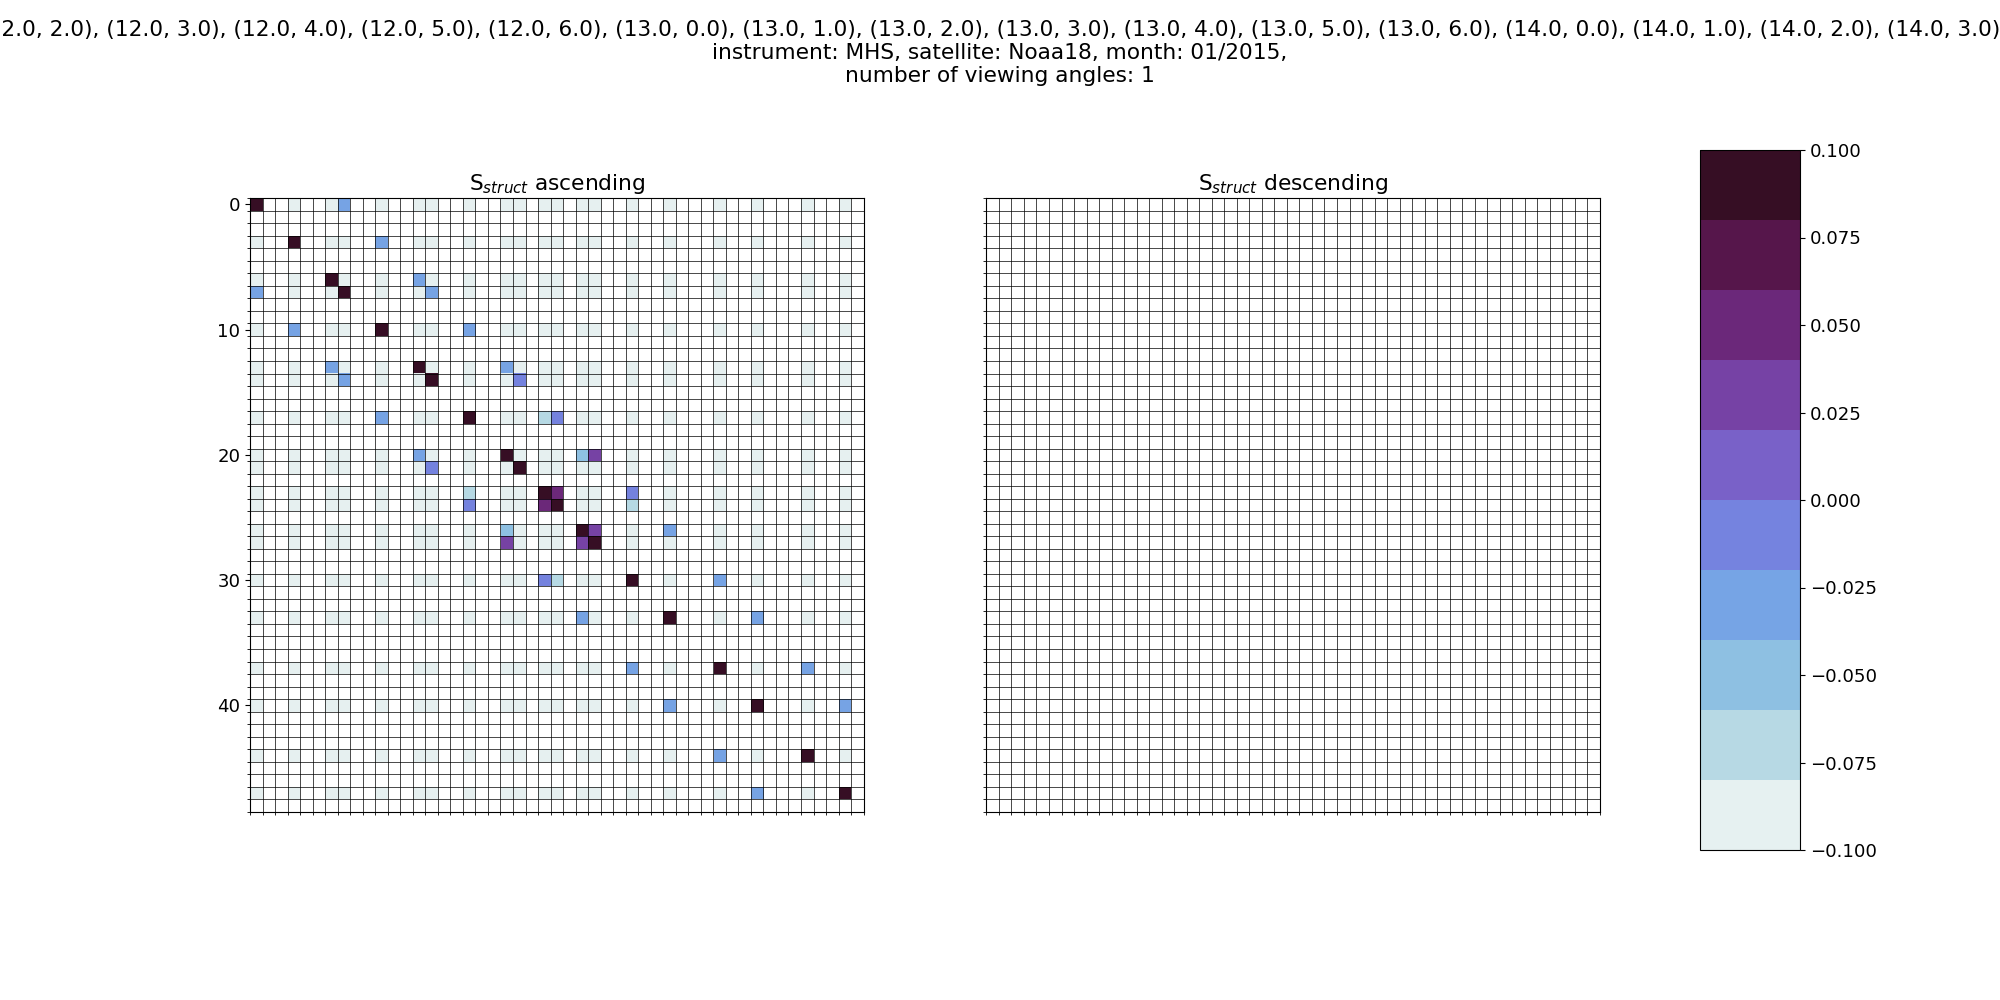 2.0, 2.0), (12.0, 3.0), (12.0, 4.0), (12.0, 5.0), (12.0, 6.0), (13.0, 0.0), (13.0, 1.0), (13.0, 2.0), (13.0, 3.0), (13.0, 4.0), (13.0, 5.0), (13.0, 6.0), (14.0, 0.0), (14.0, 1.0), (14.0, 2.0), (14.0, 3.0)
instrument: MHS, satellite: Noaa18, month: 01/2015,
number of viewing angles: 1
S_struct ascending
0
10
20
30
40
S_struct descending
0.100
0.075
0.050
0.025
0.000
−0.025
−0.050
−0.075
−0.100